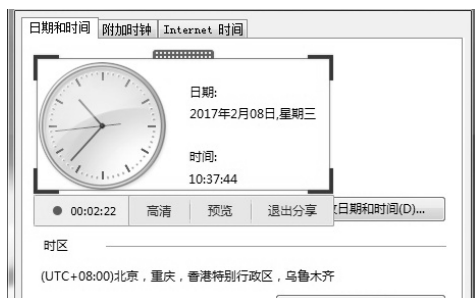 日期和时间 附加时钟 Internet 时间
日期:
2017年2月08日,星期三
时间:
10:37:44
00:02:22 高清 预览 退出分享 日期和时间(D)...
时区
(UTC+08:00)北京，重庆，香港特别行政区，乌鲁木齐